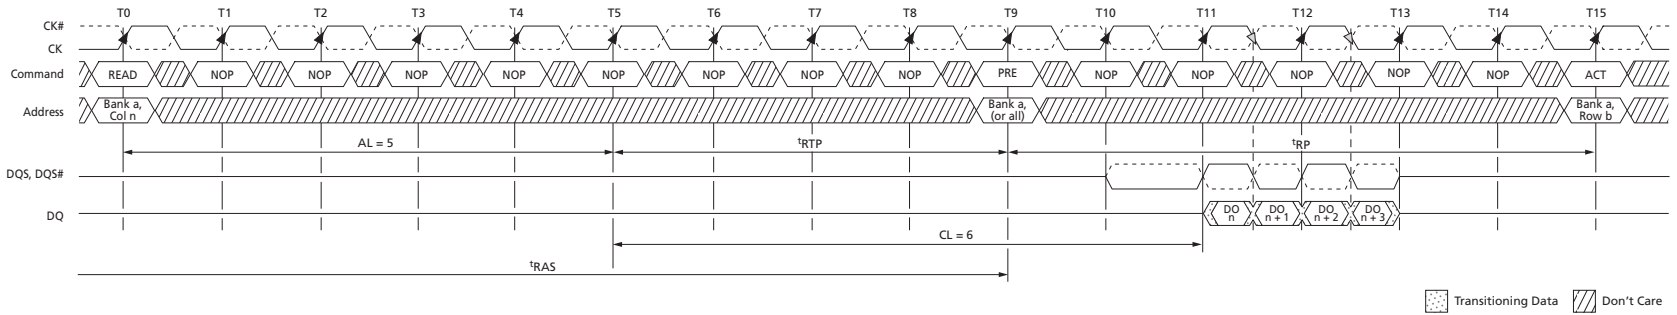 T0 T1 T2 T3 T4 T5 T6 T7 T8 T9 T10 T11 T12 T13 T14 T15
CK#
CK
Command READ NOP NOP NOP NOP NOP NOP NOP NOP PRE NOP NOP NOP NOP NOP ACT
Address Bank a, Col n Bank a, (or all) Bank a, Row b
AL = 5 tRTP tRP
DQS, DQS#
DQ DO n DO n + 1 DO n + 2 DO n + 3
CL = 6
tRAS
Transitioning Data Don't Care